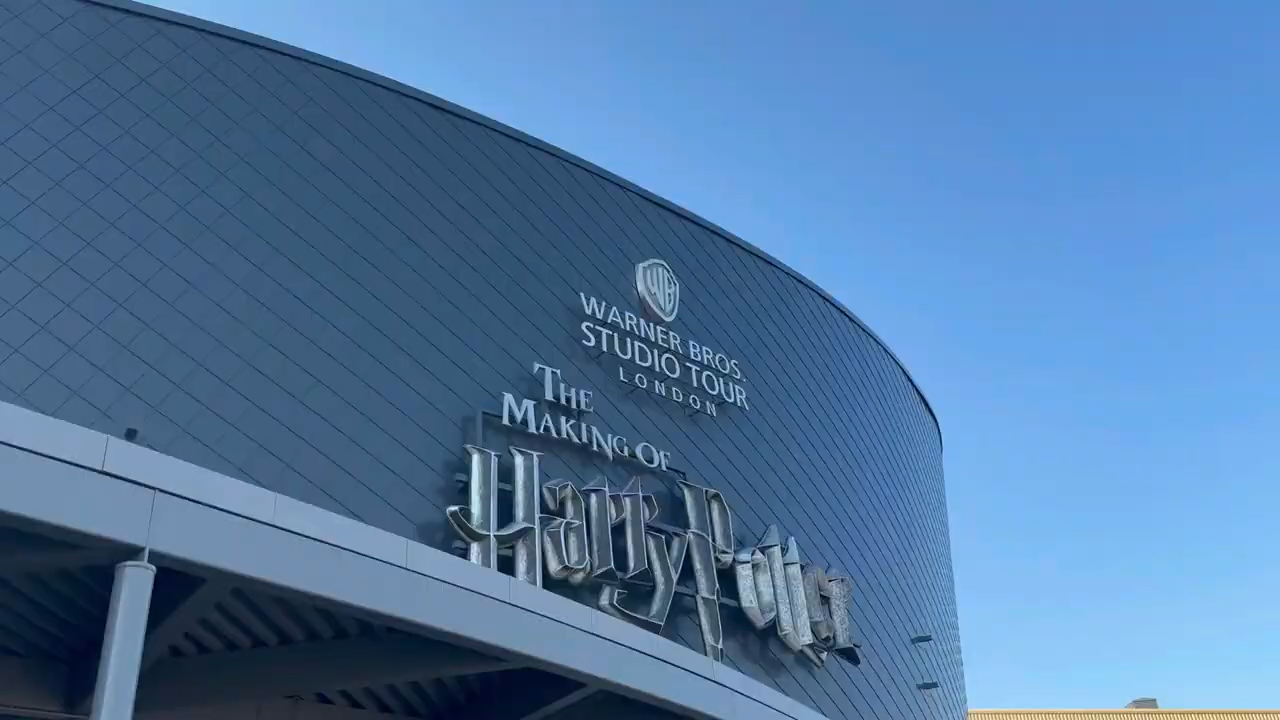 WB
WARNER BROS.
STUDIO TOUR
LONDON
THE
MAKING OF
Harry Potter